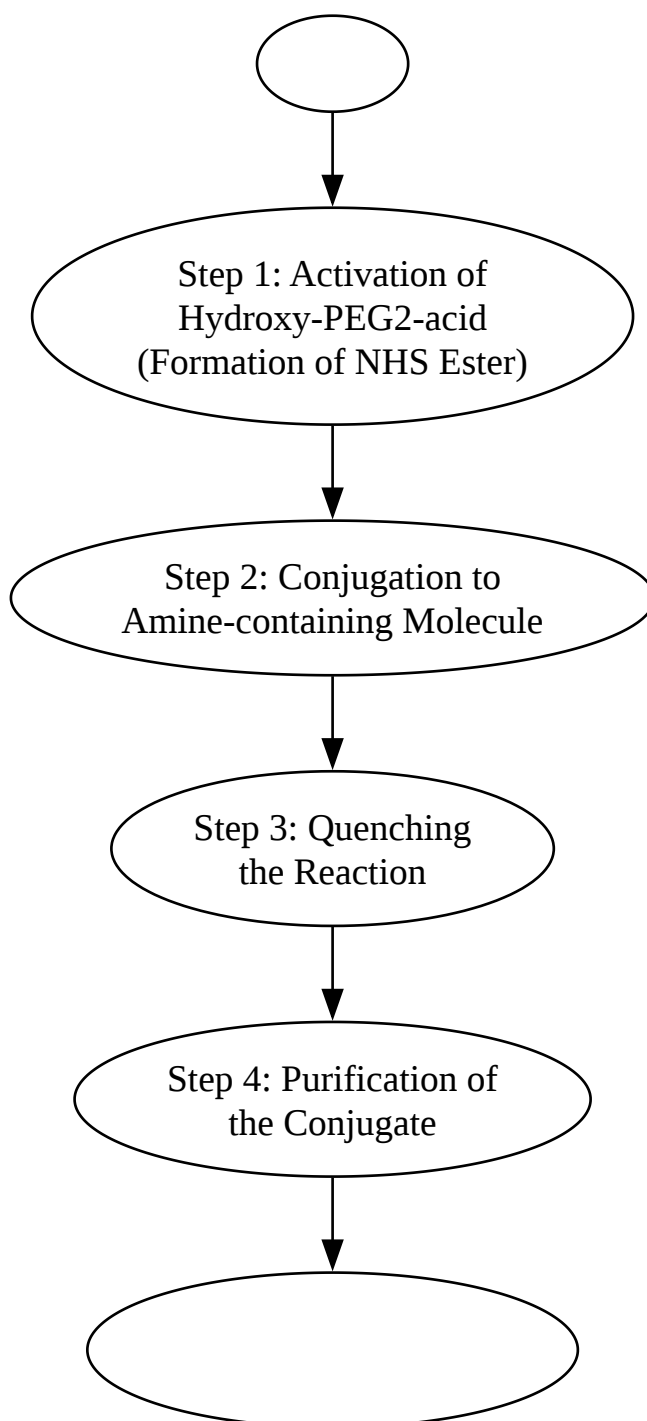 Step 1: Activation of
Hydroxy-PEG2-acid
(Formation of NHS Ester)
Step 2: Conjugation to
Amine-containing Molecule
Step 3: Quenching
the Reaction
Step 4: Purification of
the Conjugate